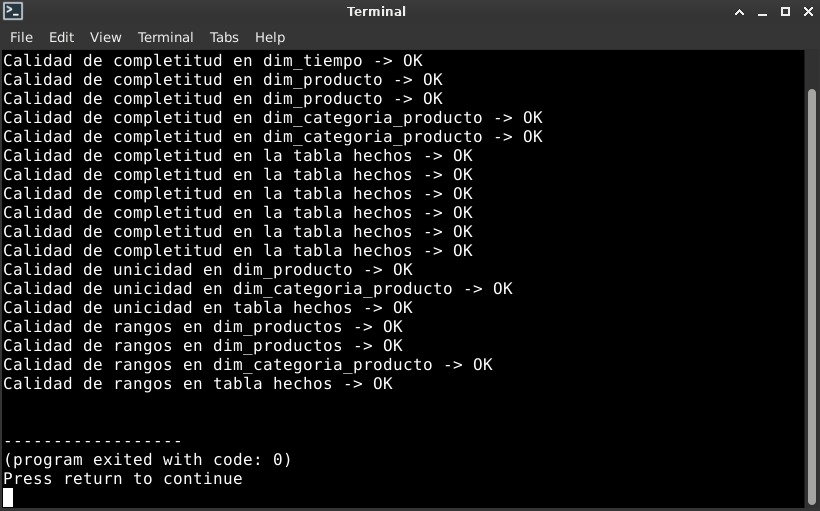 Terminal
File Edit View Terminal Tabs Help
Calidad de completitud en dim_tiempo -> OK
Calidad de completitud en dim_producto -> OK
Calidad de completitud en dim_producto -> OK
Calidad de completitud en dim_categoria_producto -> OK
Calidad de completitud en dim_categoria_producto -> OK
Calidad de completitud en la tabla hechos -> OK
Calidad de completitud en la tabla hechos -> OK
Calidad de completitud en la tabla hechos -> OK
Calidad de completitud en la tabla hechos -> OK
Calidad de completitud en la tabla hechos -> OK
Calidad de completitud en la tabla hechos -> OK
Calidad de unicidad en dim_producto -> OK
Calidad de unicidad en dim_categoria_producto -> OK
Calidad de unicidad en tabla hechos -> OK
Calidad de rangos en dim_productos -> OK
Calidad de rangos en dim_productos -> OK
Calidad de rangos en dim_categoria_producto -> OK
Calidad de rangos en tabla hechos -> OK
------------------
(program exited with code: 0)
Press return to continue